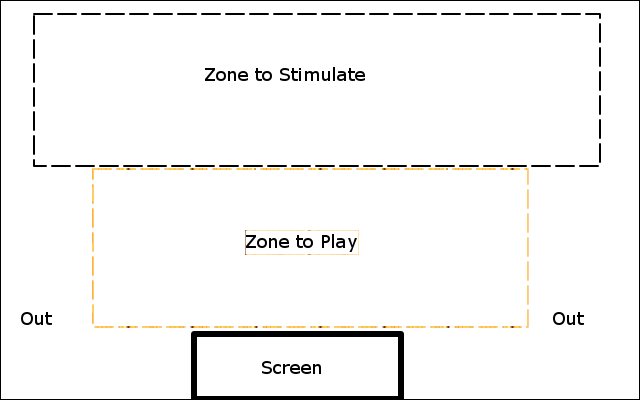 Zone to Stimulate
Zone to Play
Out
Out
Screen